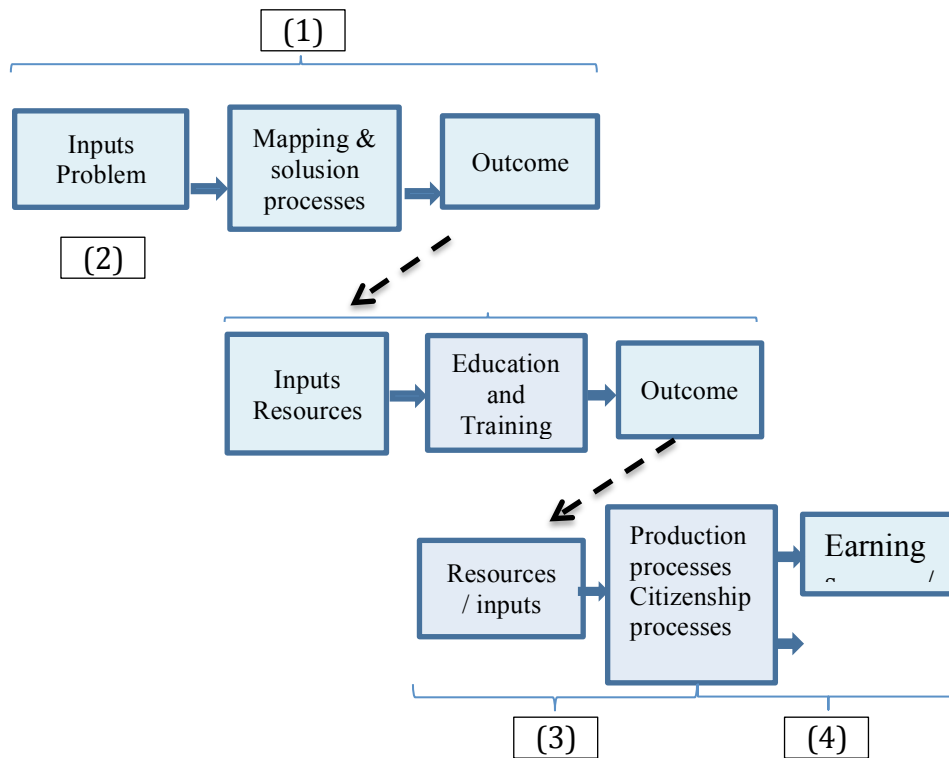 (1)
Inputs
Problem
Mapping &
solusion
processes
Outcome
(2)
Inputs
Resources
Education
and
Training
Outcome
Resources
/ inputs
Production
processes
Citizenship
processes
Earning
(3)
(4)